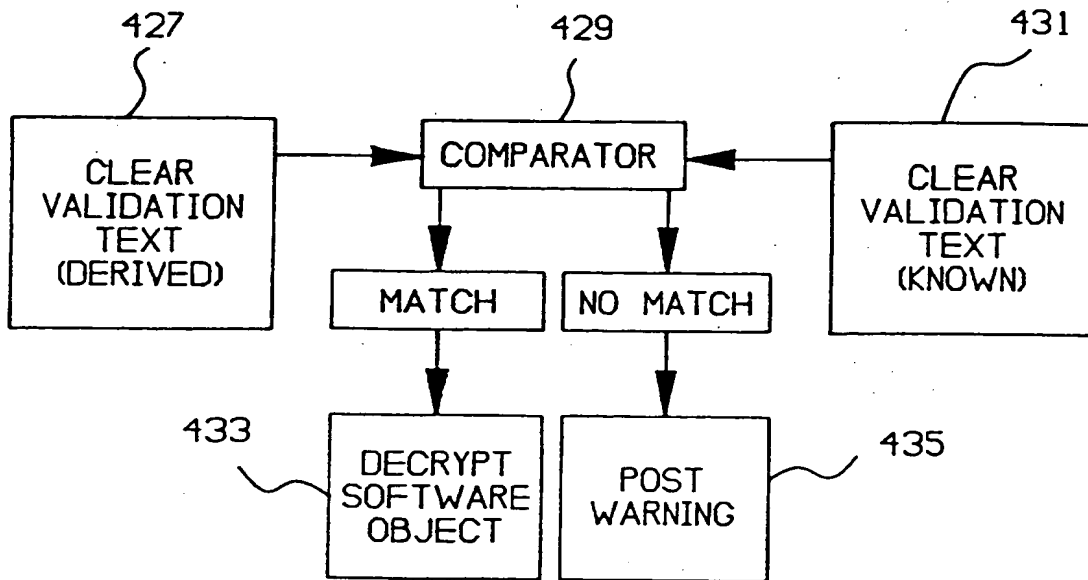 427
429
431
CLEAR
VALIDATION
TEXT
(DERIVED)
COMPARATOR
CLEAR
VALIDATION
TEXT
(KNOWN)
MATCH
NO MATCH
433
DECRYPT
SOFTWARE
OBJECT
POST
WARNING
435